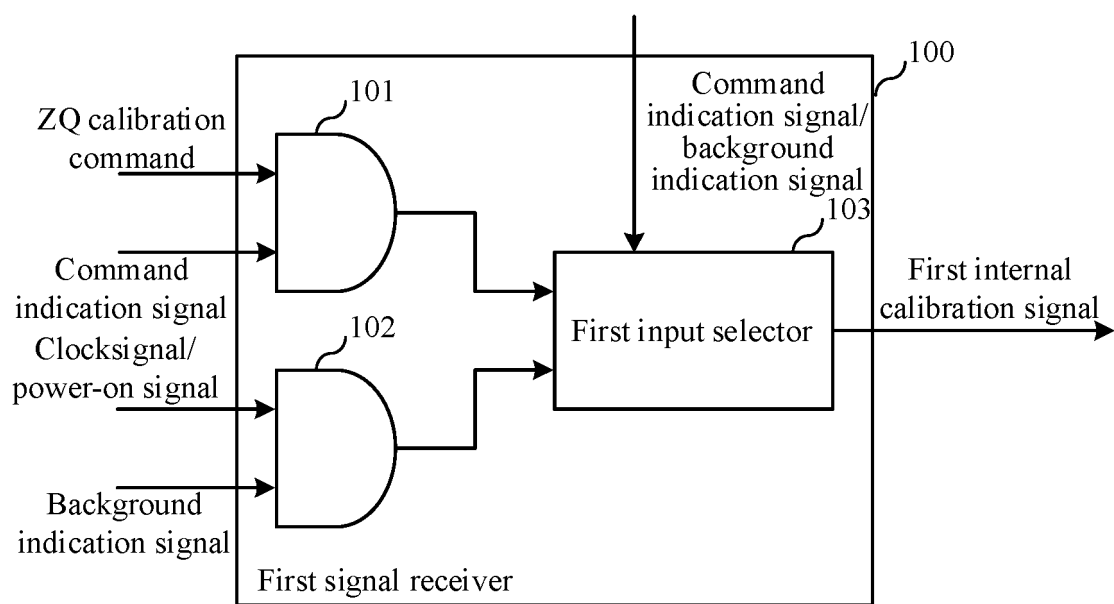 100
101
ZQ calibration
command
Command
indication signal/
background
indication signal
103
Command
indication signal
First internal
calibration signal
First input selector
Clocksignal/
power-on signal
102
Background
indication signal
First signal receiver